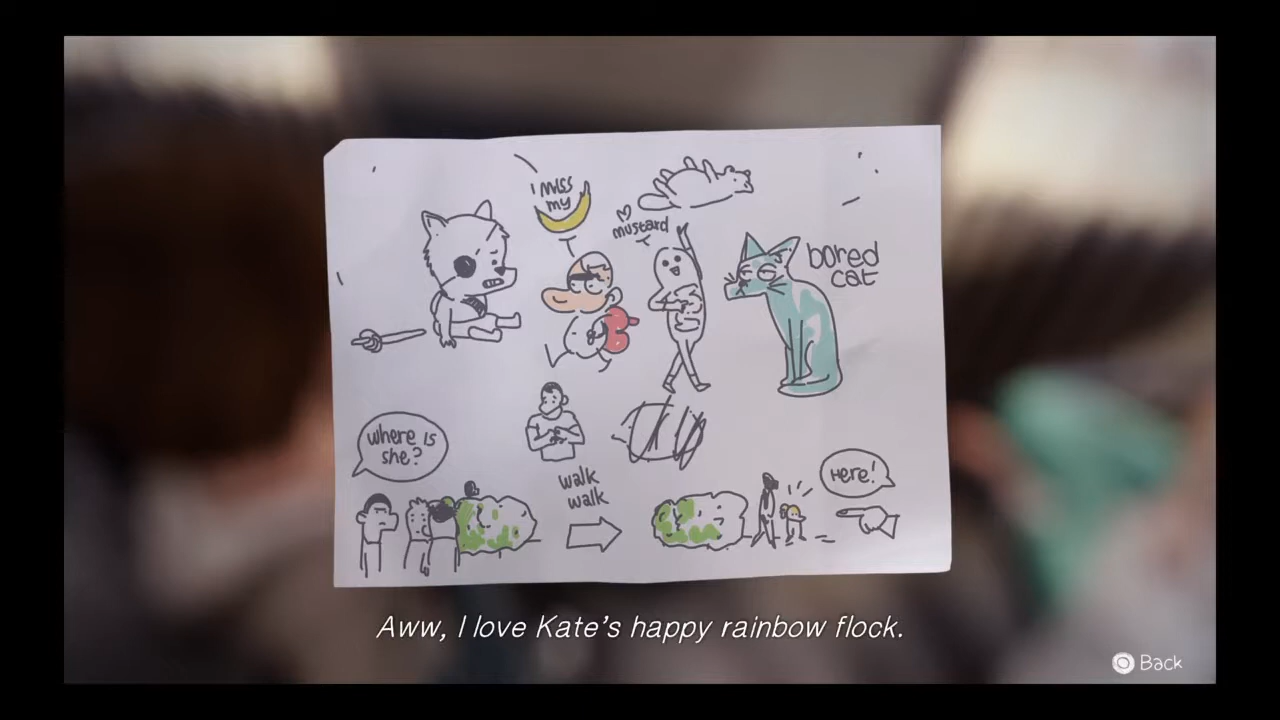 I miss
my
♡
mustard
bored
cat
where is
she?
walk
walk
Here!
Aww, I love Kate's happy rainbow flock.
Back